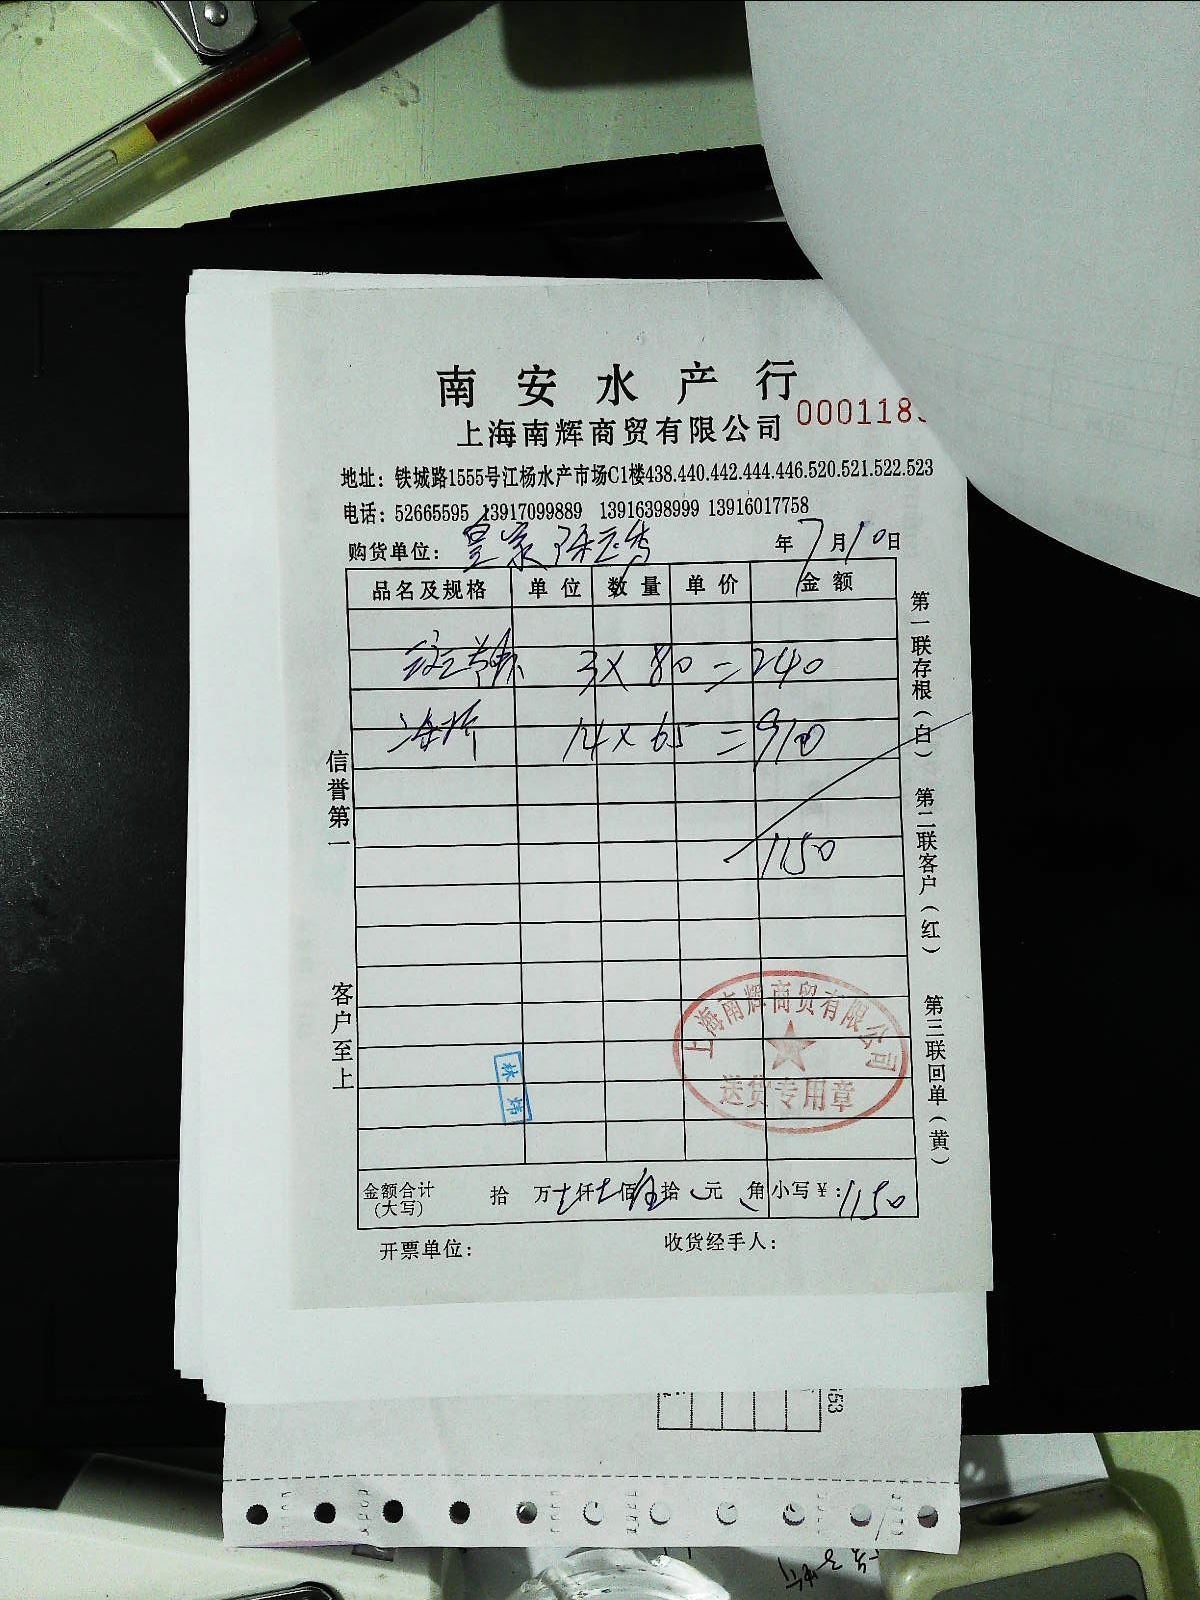 南安水产行
上海南辉商贸有限公司 000118
地址：铁城路1555号江杨水产市场C1楼438.440.442.444.446.520.521.522.523
电话：52665595 13917099889 13916398999 13916017758
购货单位：皇家 年7月10日
品名及规格 单位 数量 单价 金额
3×80=240
14×65=910
1150
信誉第一
客户至上
第一联存根（白）
第二联客户（红）
第三联回单（黄）
上海南辉商贸有限公司
送货专用章
林炜
金额合计 拾 万 仟 佰 拾 元 角 小写￥：1150
（大写）
开票单位： 收货经手人：
153